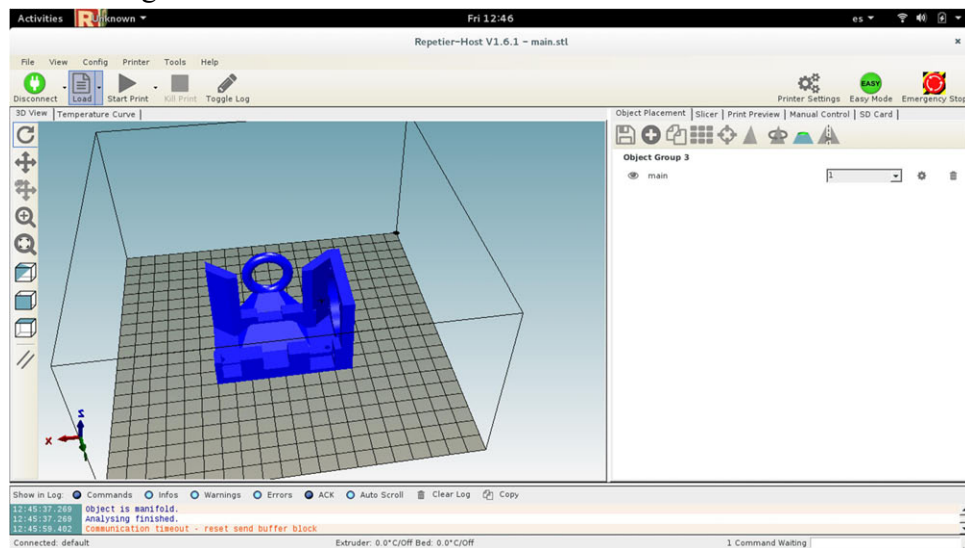 Activities Unknown Fri 12:46 es
Repetier-Host V1.6.1 - main.stl
File View Config Printer Tools Help
Disconnect Load Start Print Kill Print Toggle Log Printer Settings Easy Mode EASY Emergency Stop
3D View Temperature Curve Object Placement Slicer Print Preview Manual Control SD Card
Object Group 3
main 1
Z
X
Show in Log: Commands Infos Warnings Errors ACK Auto Scroll Clear Log Copy
12:45:37.269 Object is manifold.
12:45:37.269 Analysing finished.
12:45:59.402 Communication timeout - reset send buffer block
Connected: default Extruder: 0.0°C/Off Bed: 0.0°C/Off 1 Command Waiting